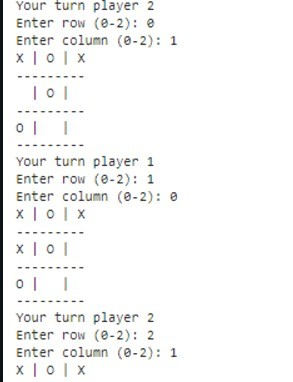 Your turn player 2
Enter row (0-2): 0
Enter column (0-2): 1
X | O | X
---------
  | O |
---------
O |   |
---------
Your turn player 1
Enter row (0-2): 1
Enter column (0-2): 0
X | O | X
---------
X | O |
---------
O |   |
---------
Your turn player 2
Enter row (0-2): 2
Enter column (0-2): 1
X | O | X